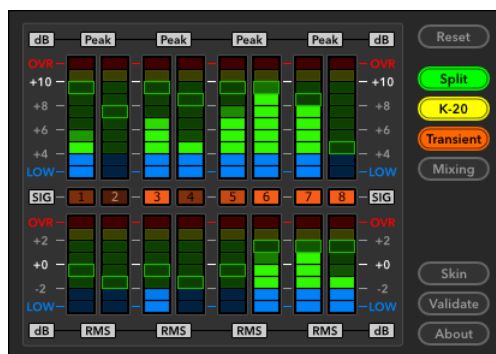 dB Peak Peak Peak Peak dB
Reset
OVR OVR
+10 +10
Split
+8 +8
K-20
+6 +6
Transient
+4 +4
LOW LOW
Mixing
SIG 1 2 3 4 5 6 7 8 SIG
OVR OVR
+2 +2
+0 +0
Skin
-2 -2
LOW LOW
Validate
dB RMS RMS RMS RMS dB
About